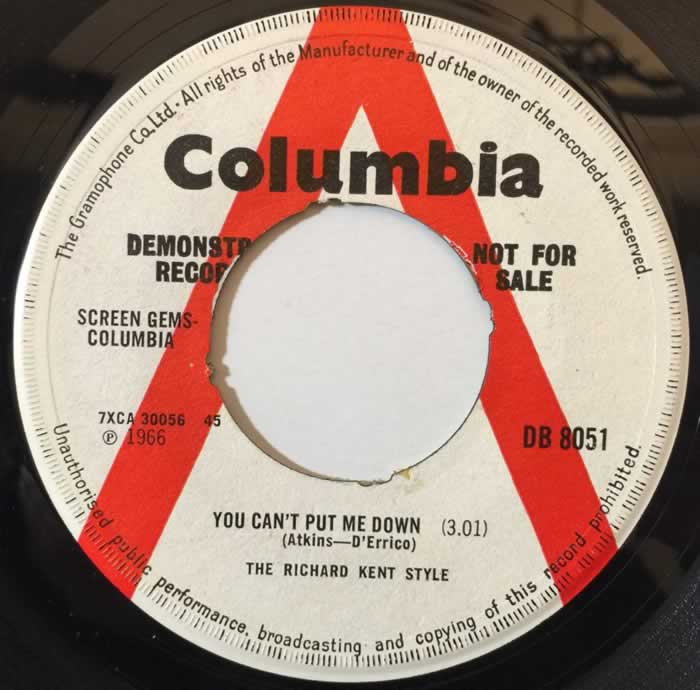 The Gramophone Co. Ltd. · All rights of the Manufacturer and of the owner of the recorded work reserved.
Columbia
NOT FOR
SALE
SCREEN GEMS-
COLUMBIA
7XCA 30056 45
℗ 1966
DB 8051
YOU CAN'T PUT ME DOWN (3.01)
(Atkins—D'Errico)
THE RICHARD KENT STYLE
Unauthorised public performance, broadcasting and copying of this record prohibited.